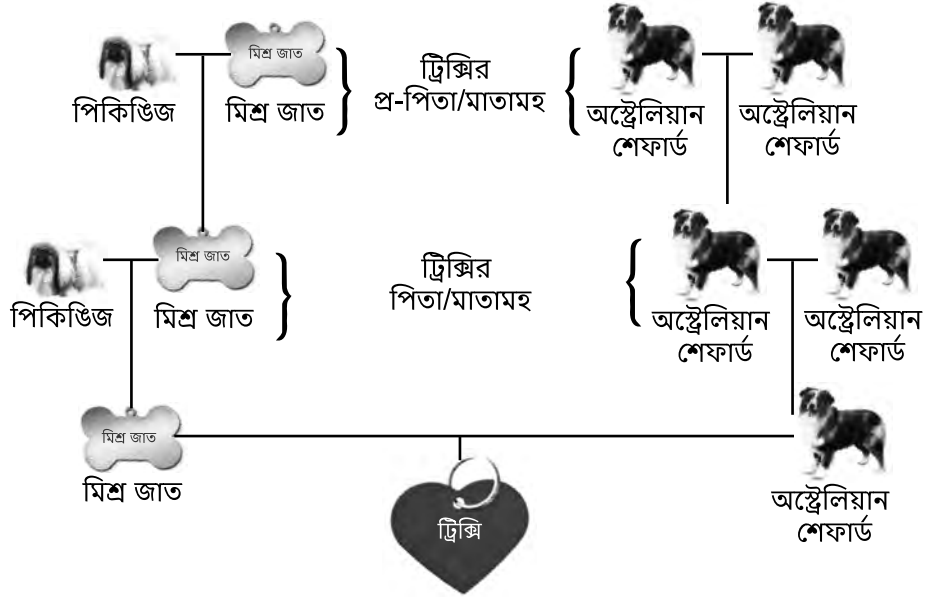 মিশ্র জাত
পিকিঙিজ
মিশ্র জাত
ট্রিক্সির
প্র-পিতা/মাতামহ
অস্ট্রেলিয়ান
শেফার্ড
অস্ট্রেলিয়ান
শেফার্ড
মিশ্র জাত
পিকিঙিজ
মিশ্র জাত
ট্রিক্সির
পিতা/মাতামহ
অস্ট্রেলিয়ান
শেফার্ড
অস্ট্রেলিয়ান
শেফার্ড
মিশ্র জাত
মিশ্র জাত
ট্রিক্সি
অস্ট্রেলিয়ান
শেফার্ড